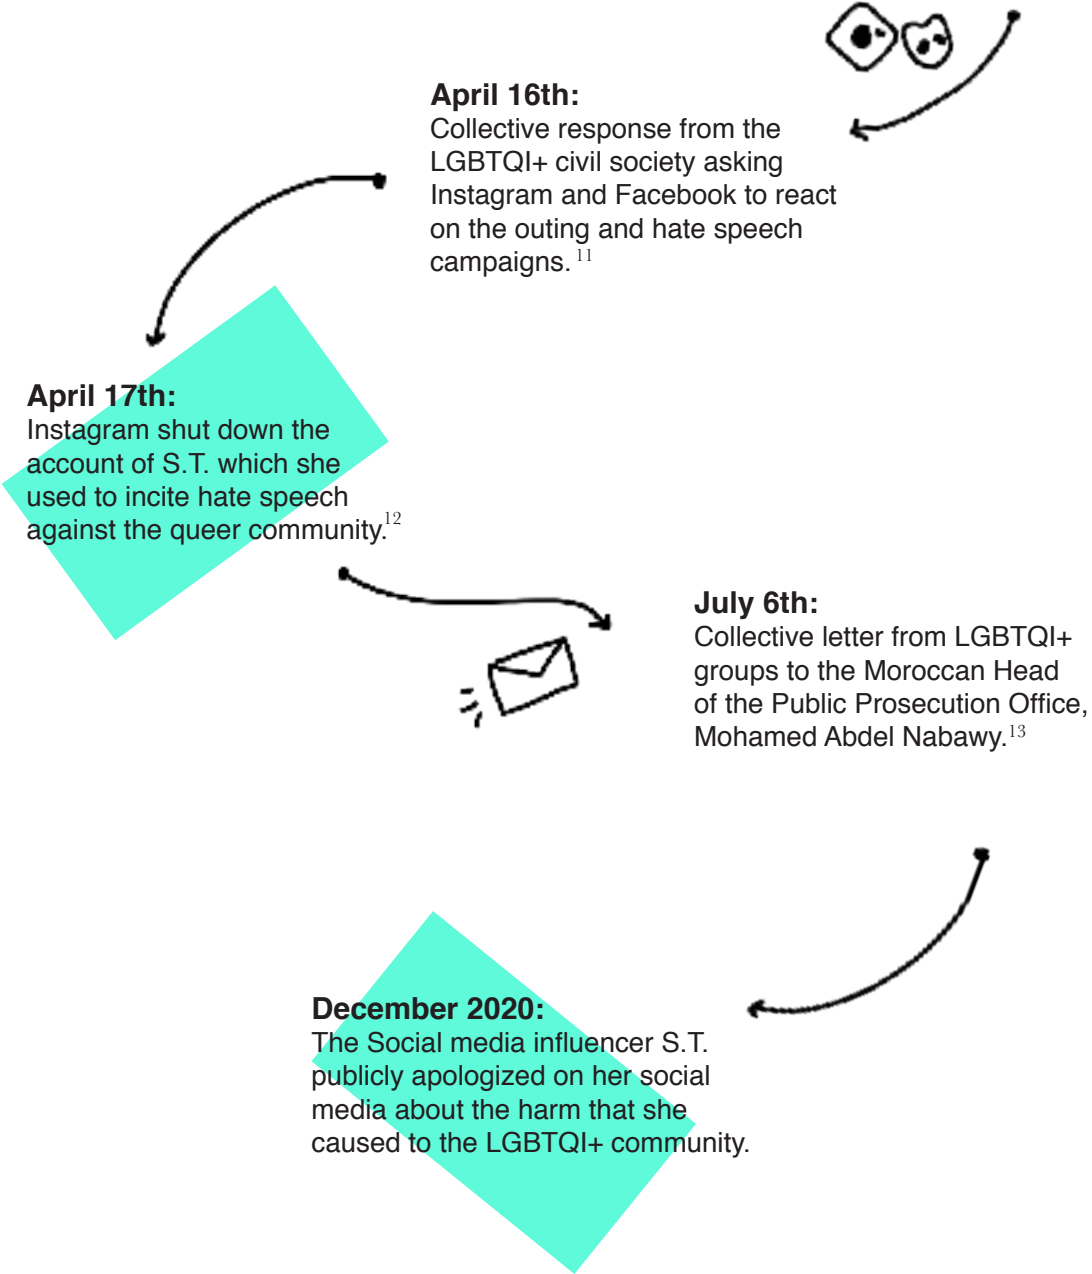 April 16th:
Collective response from the
LGBTQI+ civil society asking
Instagram and Facebook to react
on the outing and hate speech
campaigns. 11
April 17th:
Instagram shut down the
account of S.T. which she
used to incite hate speech
against the queer community.12
July 6th:
Collective letter from LGBTQI+
groups to the Moroccan Head
of the Public Prosecution Office,
Mohamed Abdel Nabawy.13
December 2020:
The Social media influencer S.T.
publicly apologized on her social
media about the harm that she
caused to the LGBTQI+ community.